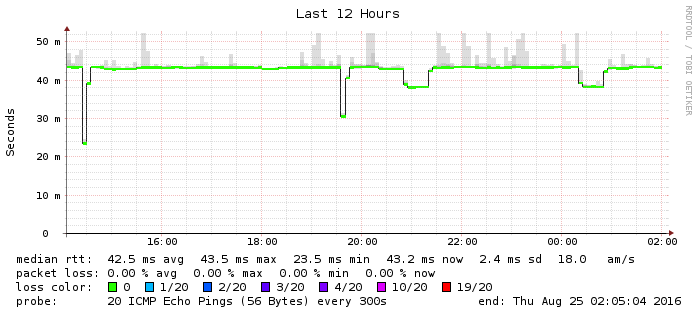 Last 12 Hours
RRDTOOL / TOBI OETIKER
Seconds
50 m
40 m
30 m
20 m
10 m
0
16:00 18:00 20:00 22:00 00:00 02:00
median rtt: 42.5 ms avg 43.5 ms max 23.5 ms min 43.2 ms now 2.4 ms sd 18.0 am/s
packet loss: 0.00 % avg 0.00 % max 0.00 % min 0.00 % now
loss color: 0 1/20 2/20 3/20 4/20 10/20 19/20
probe: 20 ICMP Echo Pings (56 Bytes) every 300s end: Thu Aug 25 02:05:04 2016